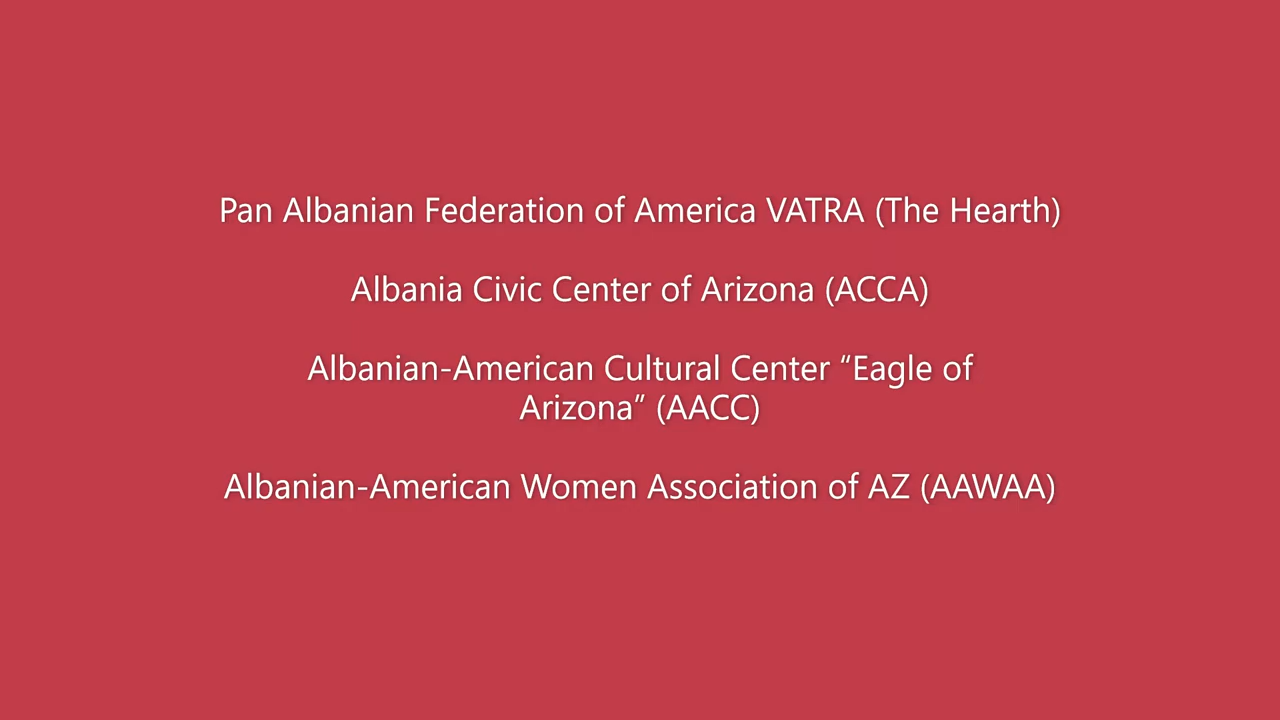 Pan Albanian Federation of America VATRA (The Hearth)
Albania Civic Center of Arizona (ACCA)
Albanian-American Cultural Center “Eagle of
Arizona” (AACC)
Albanian-American Women Association of AZ (AAWAA)